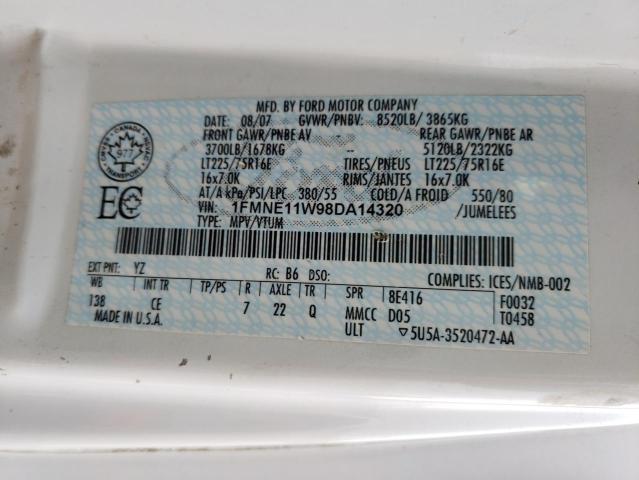 MFD. BY FORD MOTOR COMPANY
DATE: 08/07 GVWR/PNBV: 8520LB/ 3865KG
FRONT GAWR/PNBE AV REAR GAWR/PNBE AR
3700LB/1678KG -- 5120LB/2322KG
LT225/75R16E TIRES/PNEUS LT225/75R16E
16x7.0K RIMS/JANTES 16x7.0K
AT/A kPa/PSI/LPC 380/55 COLD/A FROID 550/80
VIN: 1FMNE11W98DA14320 /JUMELEES
TYPE: MPV/VTUM
CANADA
TRANSPORT
977
EC
EXT PNT: YZ RC: B6 DSO: COMPLIES: ICES/NMB-002
WB INT TR TP/PS R AXLE TR SPR 8E416 F0032
138 CE 7 22 Q MMCC D05 T0458
MADE IN U.S.A. ULT ▽5U5A-3520472-AA